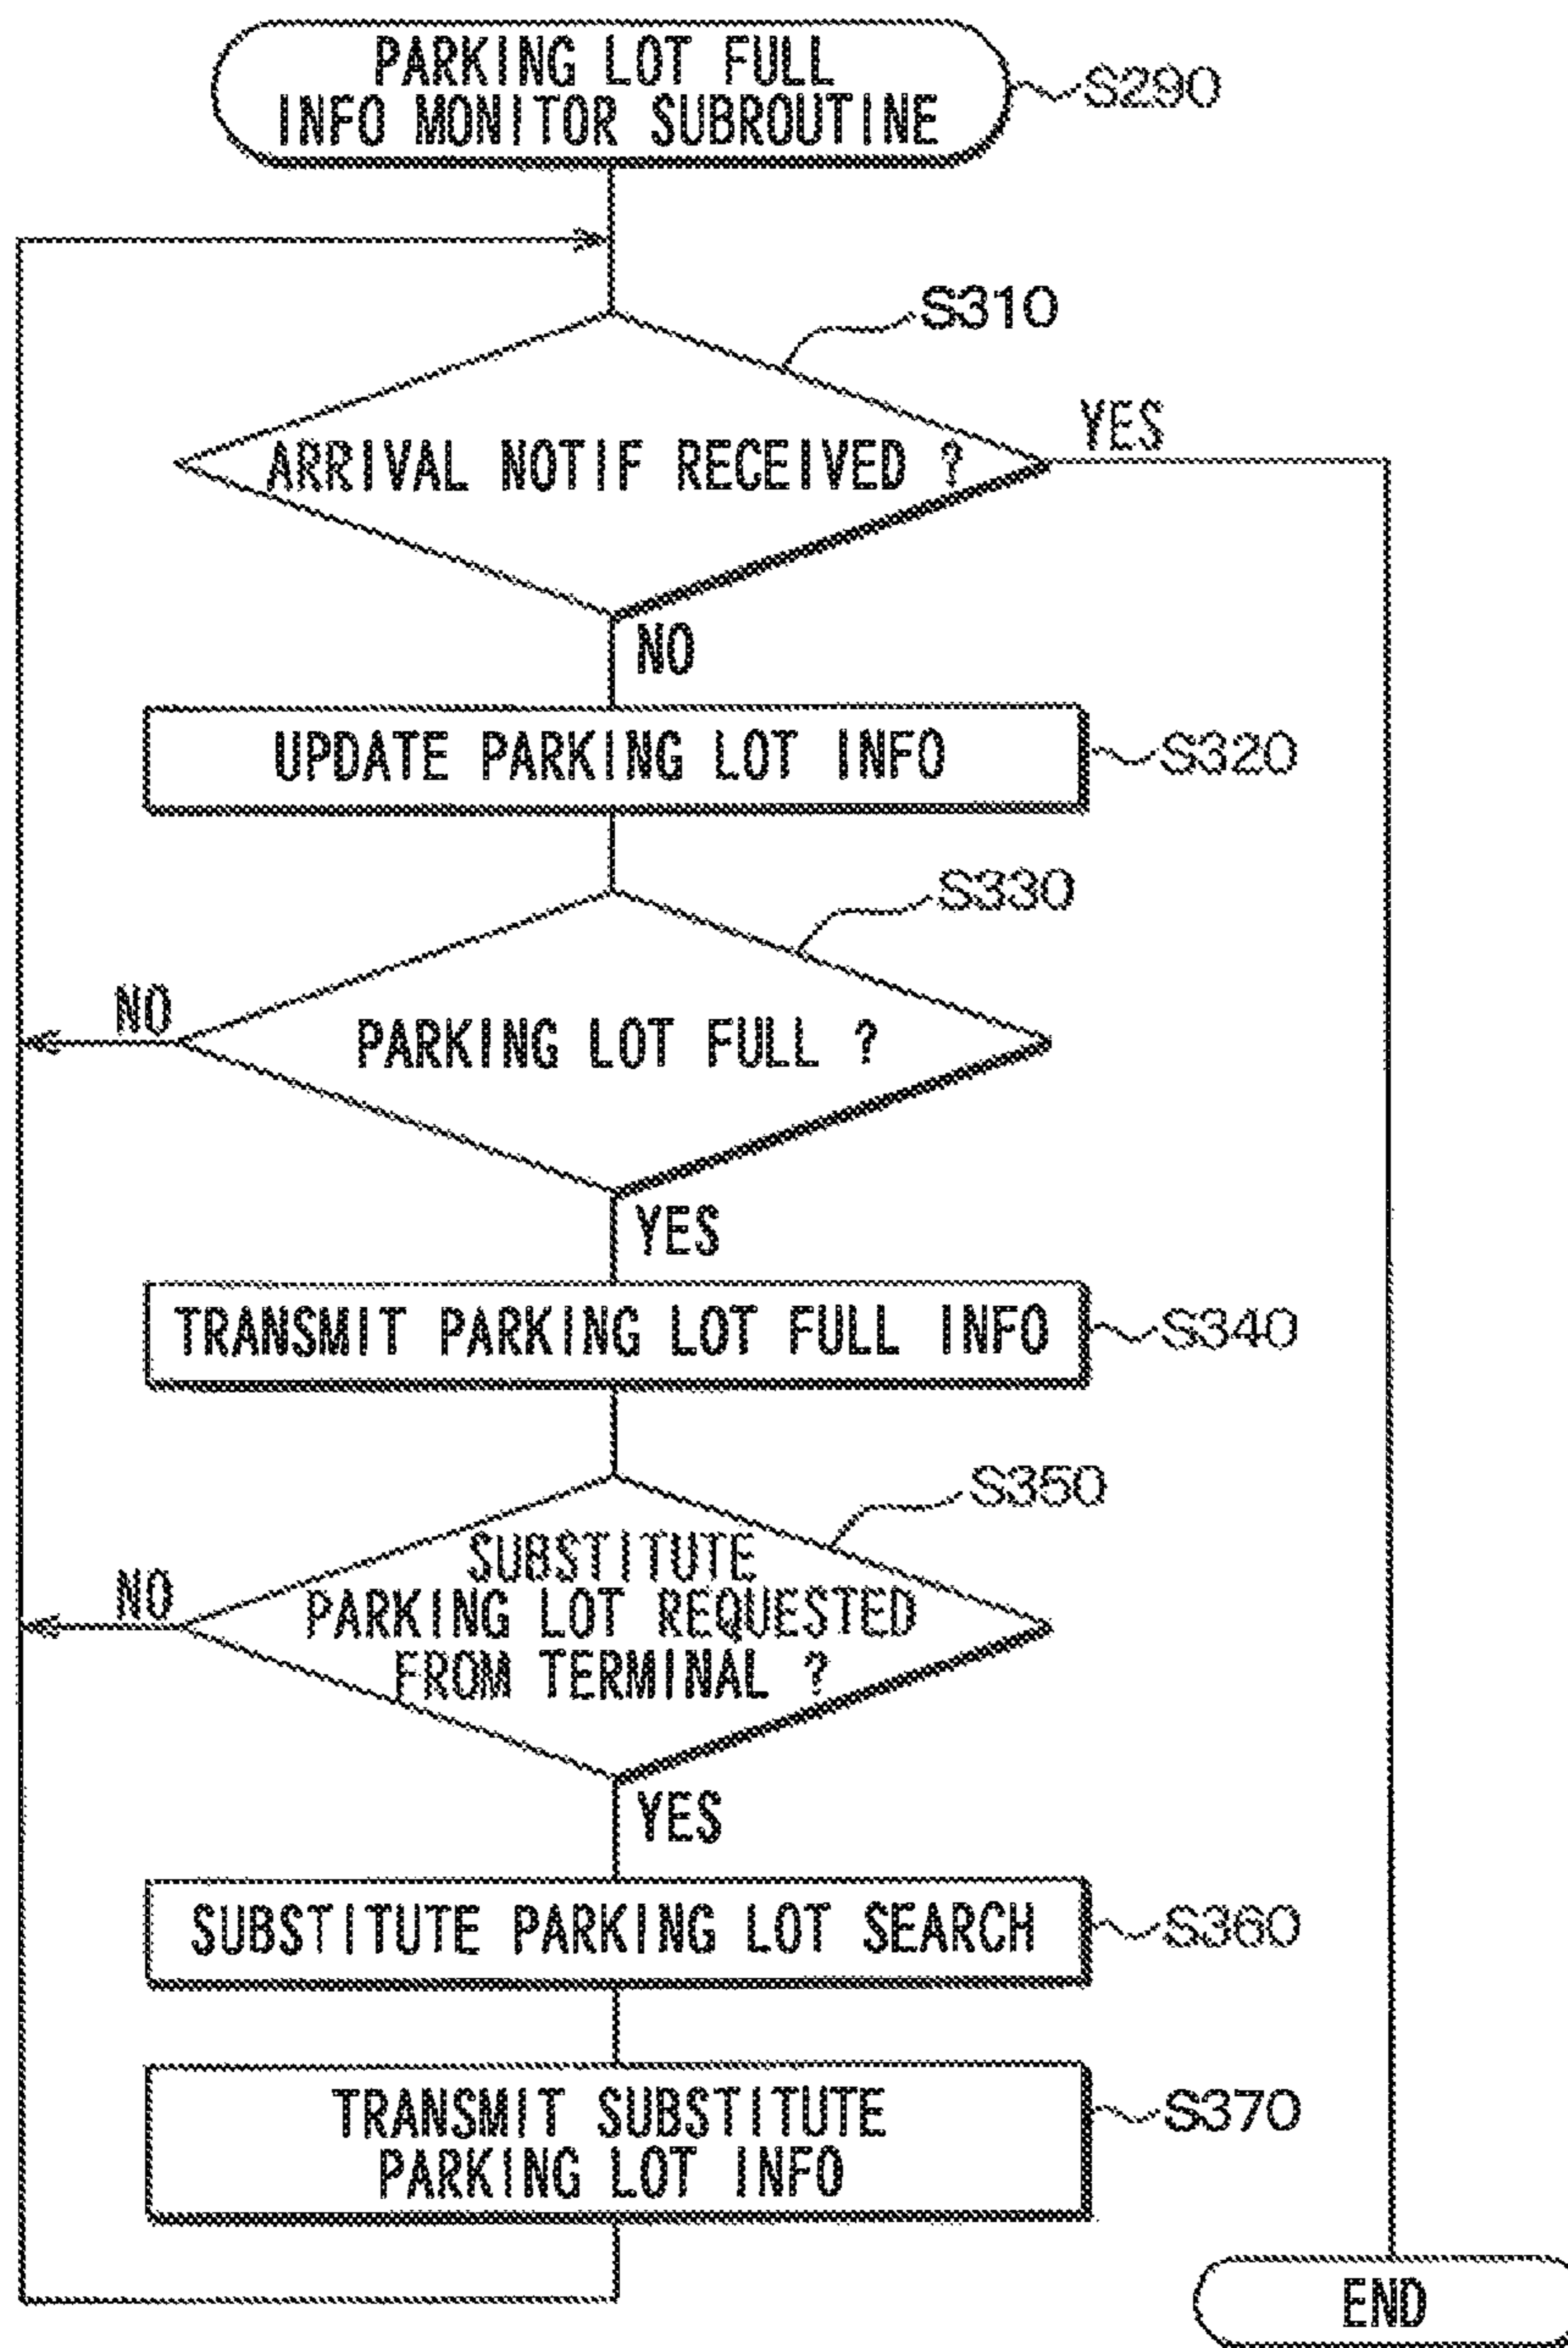 PARKING LOT FULL
INFO MONITOR SUBROUTINE
S290
S310
YES
ARRIVAL NOTIF RECEIVED ?
NO
UPDATE PARKING LOT INFO
S320
S330
NO
PARKING LOT FULL ?
YES
TRANSMIT PARKING LOT FULL INFO
S340
S350
SUBSTITUTE
NO
PARKING LOT REQUESTED
FROM TERMINAL ?
YES
SUBSTITUTE PARKING LOT SEARCH
S360
TRANSMIT SUBSTITUTE
S370
PARKING LOT INFO
END